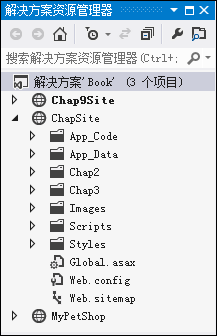 解决方案资源管理器
搜索解决方案资源管理器(Ctrl+;
解决方案'Book' (3 个项目)
Chap9Site
ChapSite
App_Code
App_Data
Chap2
Chap3
Images
Scripts
Styles
Global.asax
Web.config
Web.sitemap
MyPetShop